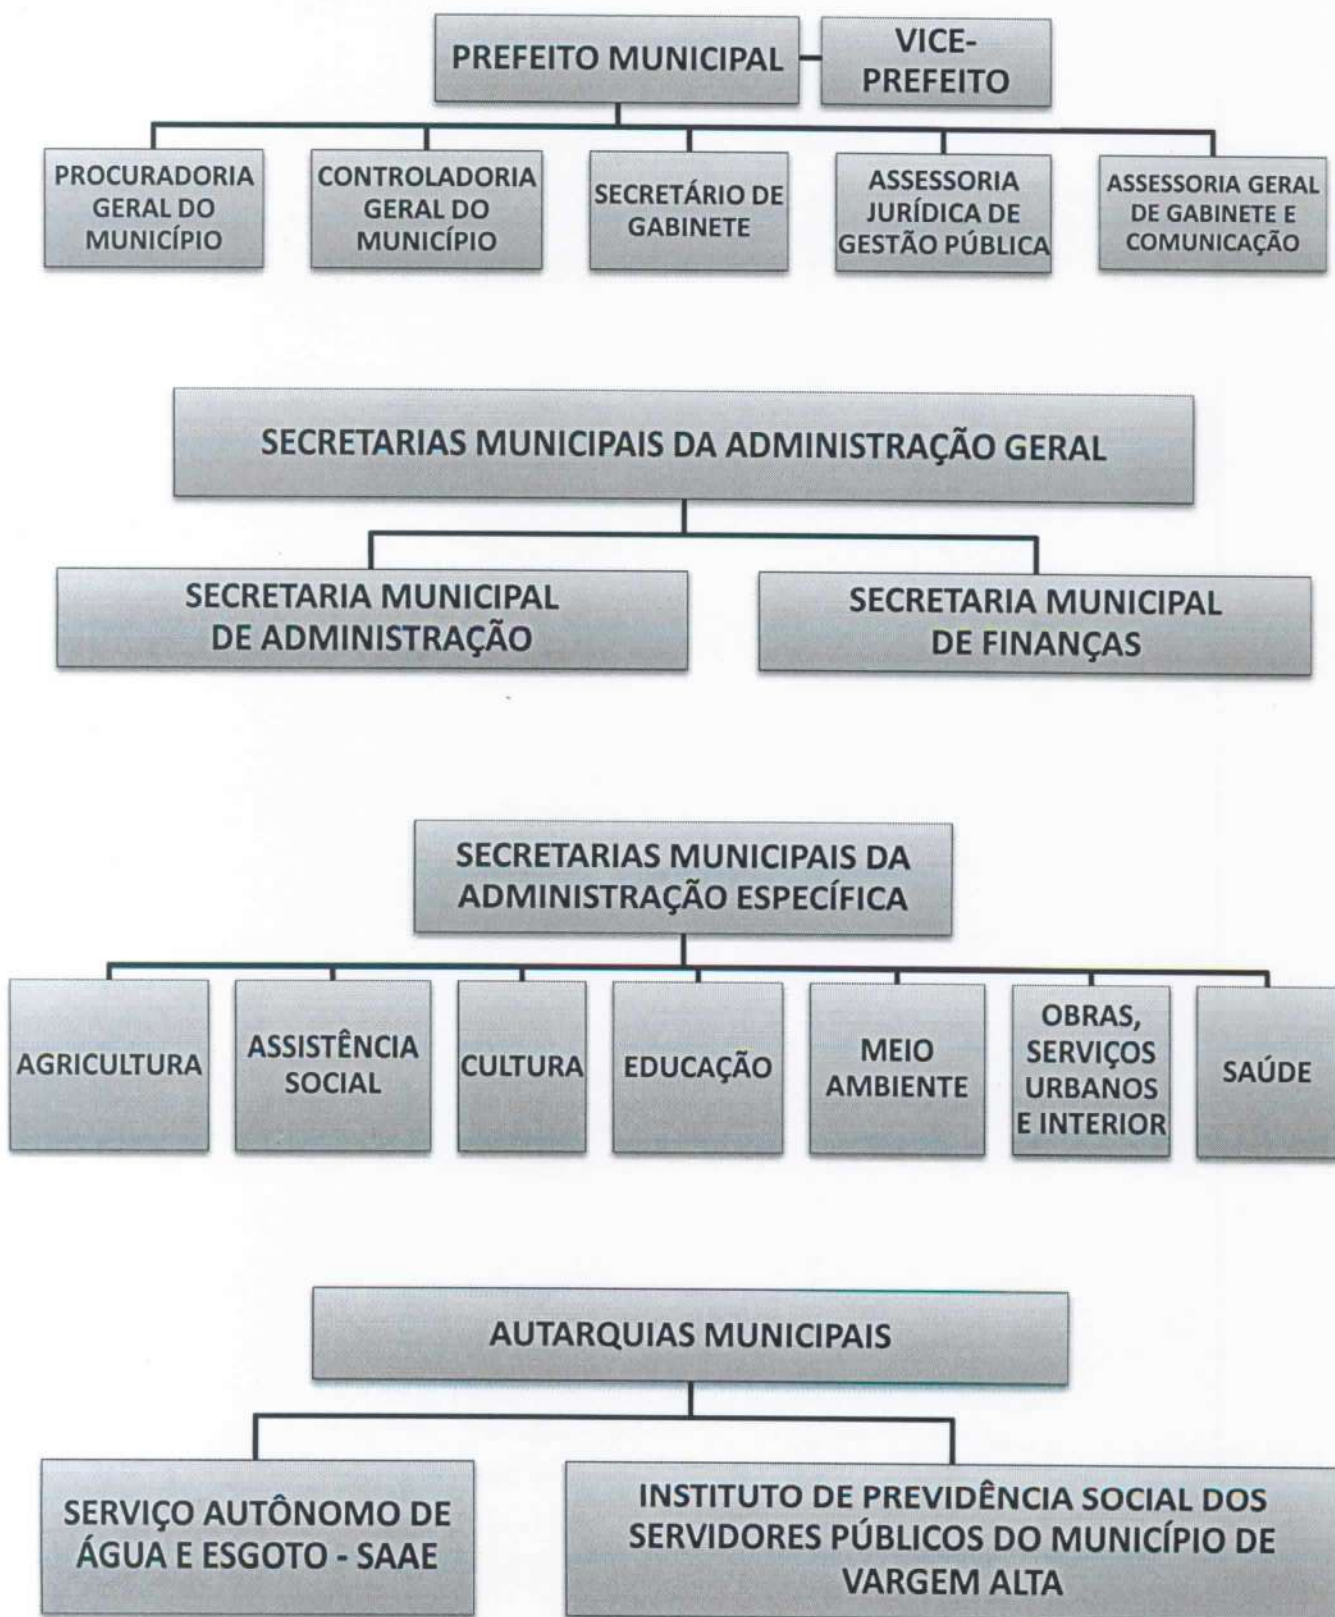 PREFEITO MUNICIPAL
VICE-
PREFEITO
PROCURADORIA
GERAL DO
MUNICÍPIO
CONTROLADORIA
GERAL DO
MUNICÍPIO
SECRETÁRIO DE
GABINETE
ASSESSORIA
JURÍDICA DE
GESTÃO PÚBLICA
ASSESSORIA GERAL
DE GABINETE E
COMUNICAÇÃO
SECRETARIAS MUNICIPAIS DA ADMINISTRAÇÃO GERAL
SECRETARIA MUNICIPAL
DE ADMINISTRAÇÃO
SECRETARIA MUNICIPAL
DE FINANÇAS
SECRETARIAS MUNICIPAIS DA
ADMINISTRAÇÃO ESPECÍFICA
AGRICULTURA
ASSISTÊNCIA
SOCIAL
CULTURA
EDUCAÇÃO
MEIO
AMBIENTE
OBRAS,
SERVIÇOS
URBANOS
E INTERIOR
SAÚDE
AUTARQUIAS MUNICIPAIS
SERVIÇO AUTÔNOMO DE
ÁGUA E ESGOTO - SAAE
INSTITUTO DE PREVIDÊNCIA SOCIAL DOS
SERVIDORES PÚBLICOS DO MUNICÍPIO DE
VARGEM ALTA